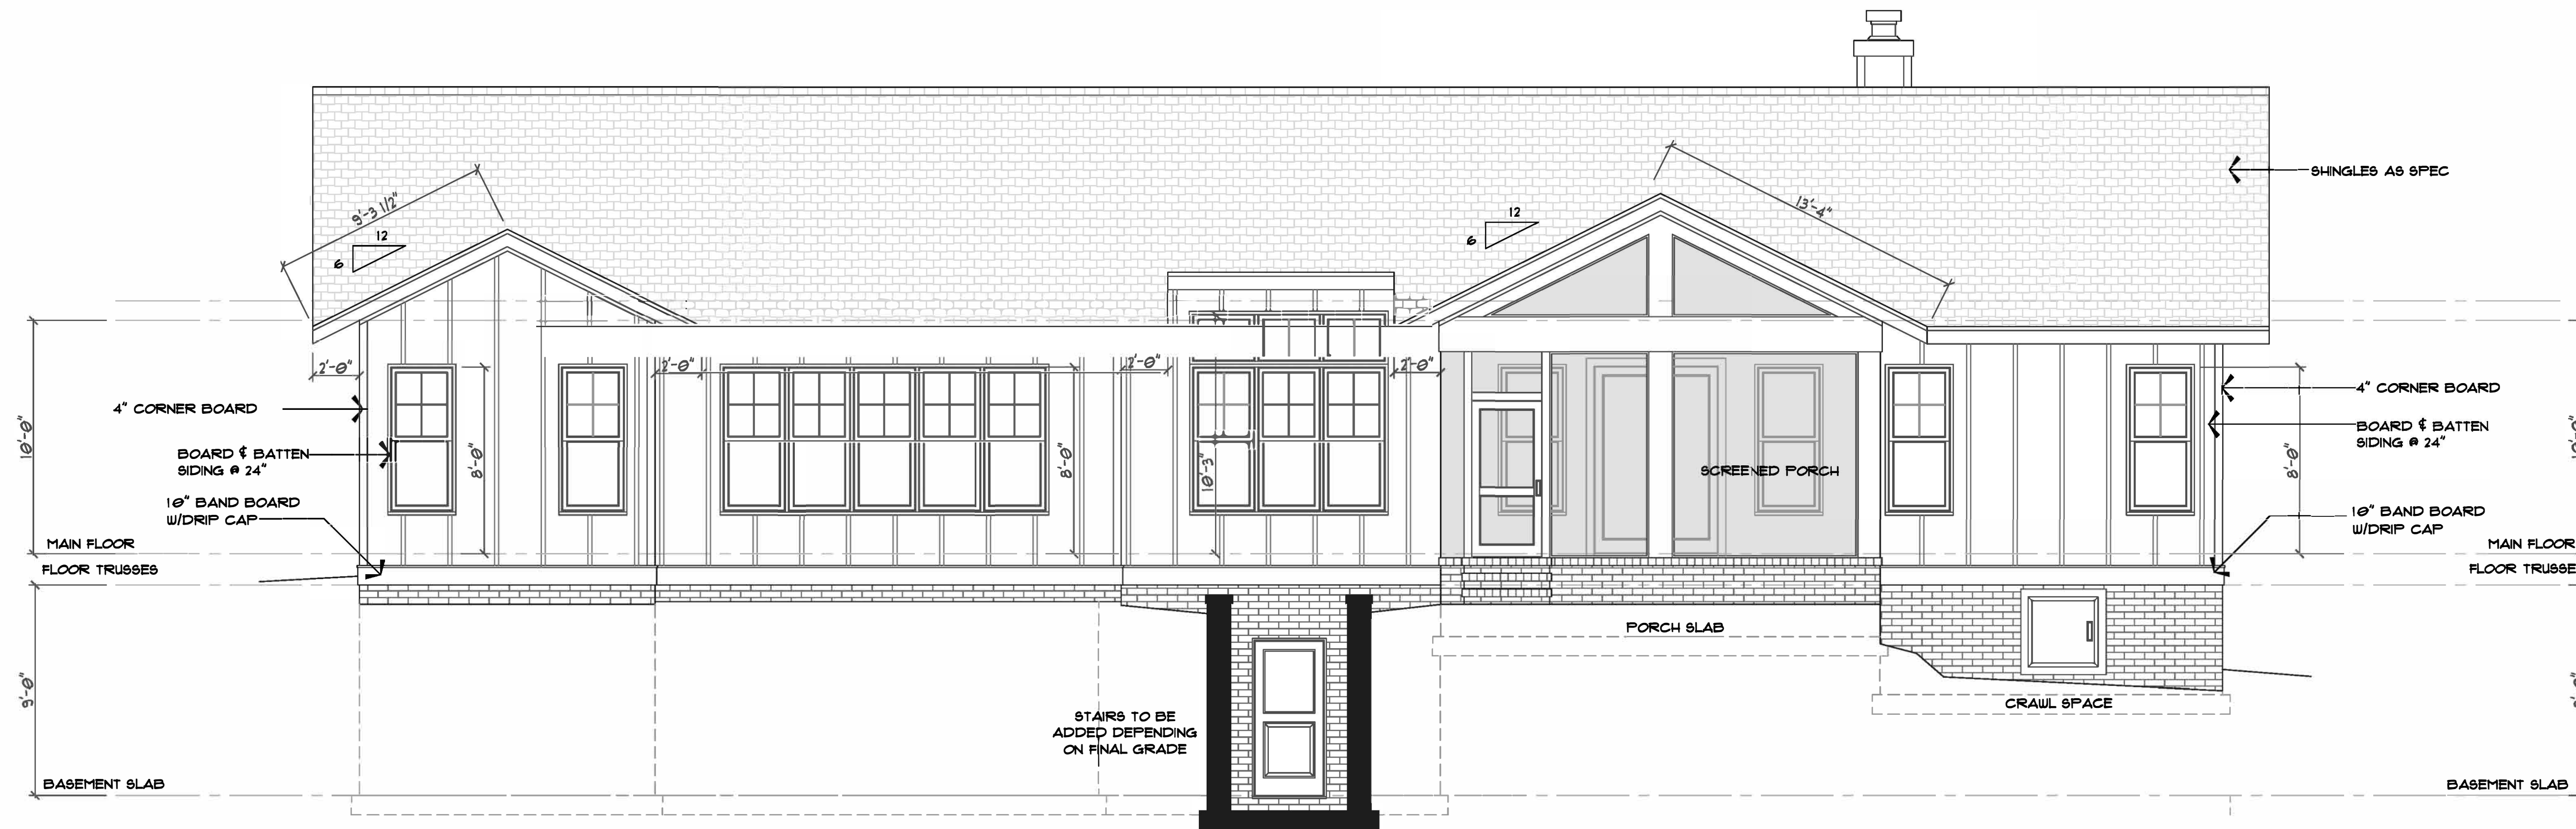 SHINGLES AS SPEC
9'-3 1/2"
12
6
12
6
13'-4"
2'-0"
2'-0"
2'-0"
2'-0"
4" CORNER BOARD
10'-0"
BOARD & BATTEN
SIDING @ 24"
8'-0"
8'-0"
10'-3"
SCREENED PORCH
8'-0"
4" CORNER BOARD
BOARD & BATTEN
SIDING @ 24"
10" BAND BOARD
W/DRIP CAP
10" BAND BOARD
W/DRIP CAP
MAIN FLOOR
FLOOR TRUSSES
MAIN FLOOR
FLOOR TRUSSE
PORCH SLAB
9'-0"
CRAWL SPACE
STAIRS TO BE
ADDED DEPENDING
ON FINAL GRADE
BASEMENT SLAB
BASEMENT SLAB